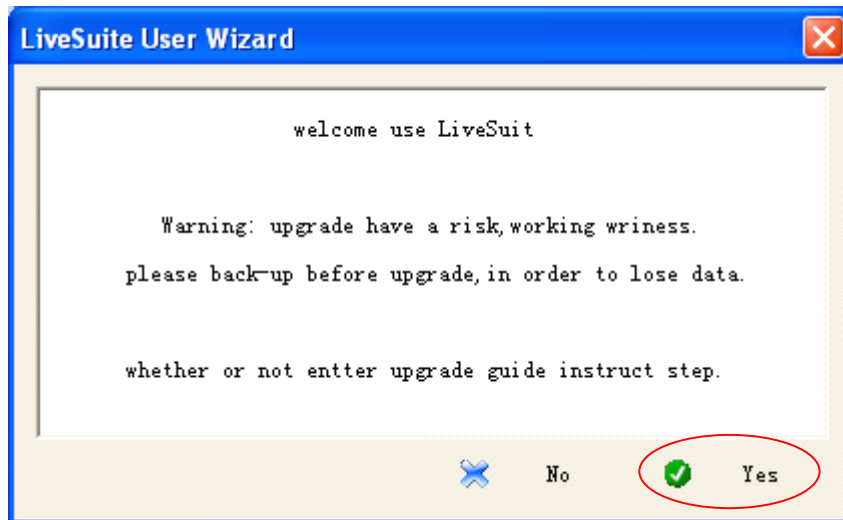 LiveSuite User Wizard
welcome use LiveSuit
Warning: upgrade have a risk,working wriness.
please back-up before upgrade,in order to lose data.
whether or not entter upgrade guide instruct step.
No
Yes